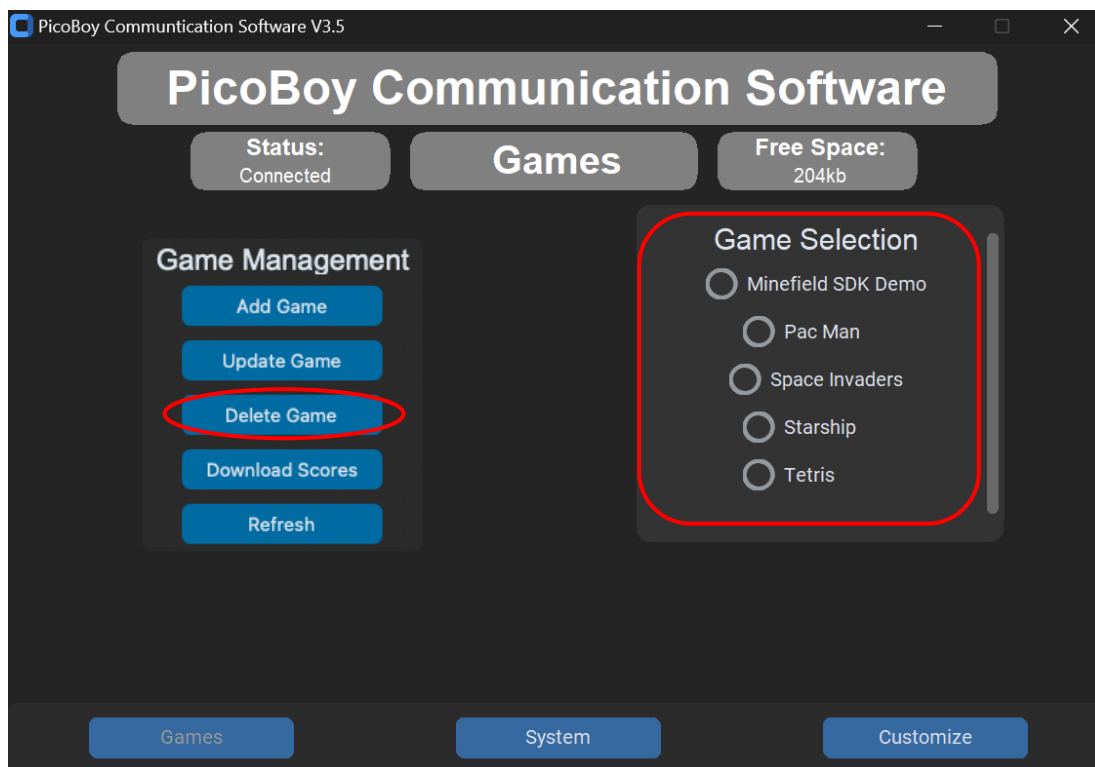 PicoBoy Communtication Software V3.5
PicoBoy Communication Software
Status:
Connected
Games
Free Space:
204kb
Game Management
Add Game
Update Game
Delete Game
Download Scores
Refresh
Game Selection
Minefield SDK Demo
Pac Man
Space Invaders
Starship
Tetris
Games
System
Customize